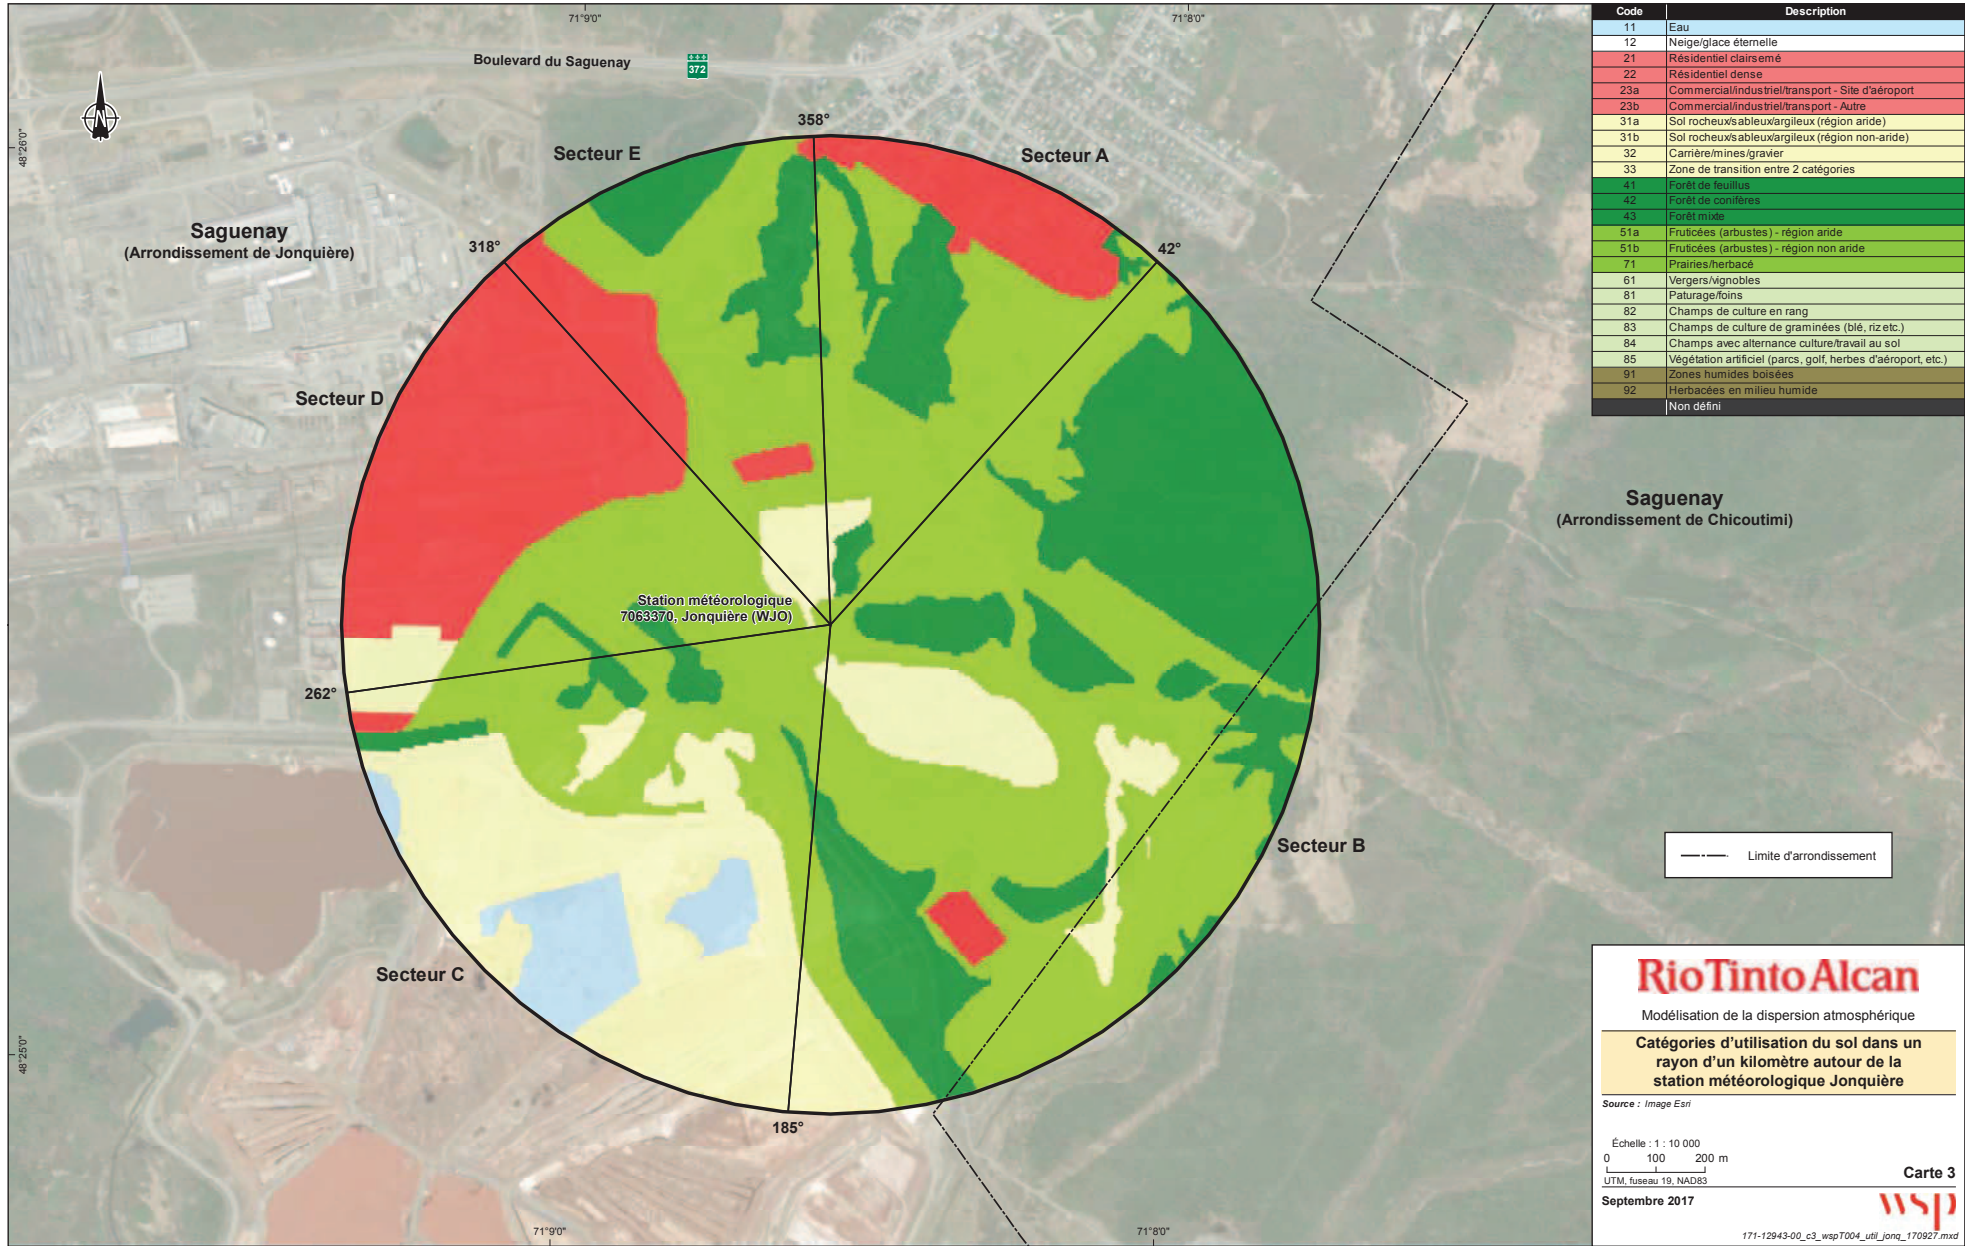 71°9'0"
71°8'0"
Boulevard du Saguenay
372
N
48°26'0"
358°
Secteur E
Secteur A
Saguenay
(Arrondissement de Jonquière)
318°
42°
Secteur D
Saguenay
(Arrondissement de Chicoutimi)
Station météorologique
7063370, Jonquière (WJO)
262°
Secteur B
Secteur C
48°25'0"
185°
71°9'0"
71°8'0"
Code Description
11 Eau
12 Neige/glace éternelle
21 Résidentiel clairsemé
22 Résidentiel dense
23a Commercial/industriel/transport - Site d'aéroport
23b Commercial/industriel/transport - Autre
31a Sol rocheux/sableux/argileux (région aride)
31b Sol rocheux/sableux/argileux (région non-aride)
32 Carrière/mines/gravier
33 Zone de transition entre 2 catégories
41 Forêt de feuillus
42 Forêt de conifères
43 Forêt mixte
51a Fruticées (arbustes) - région aride
51b Fruticées (arbustes) - région non aride
71 Prairies/herbacé
61 Vergers/vignobles
81 Paturage/foins
82 Champs de culture en rang
83 Champs de culture de graminées (blé, riz etc.)
84 Champs avec alternance culture/travail au sol
85 Végétation artificiel (parcs, golf, herbes d'aéroport, etc.)
91 Zones humides boisées
92 Herbacées en milieu humide
Non défini
Limite d'arrondissement
RioTintoAlcan
Modélisation de la dispersion atmosphérique
Catégories d'utilisation du sol dans un
rayon d'un kilomètre autour de la
station météorologique Jonquière
Source : Image Esri
Échelle : 1 : 10 000
0 100 200 m
UTM, fuseau 19, NAD83
Carte 3
Septembre 2017
wsp
171-12943-00_c3_wspT004_util_jonq_170927.mxd